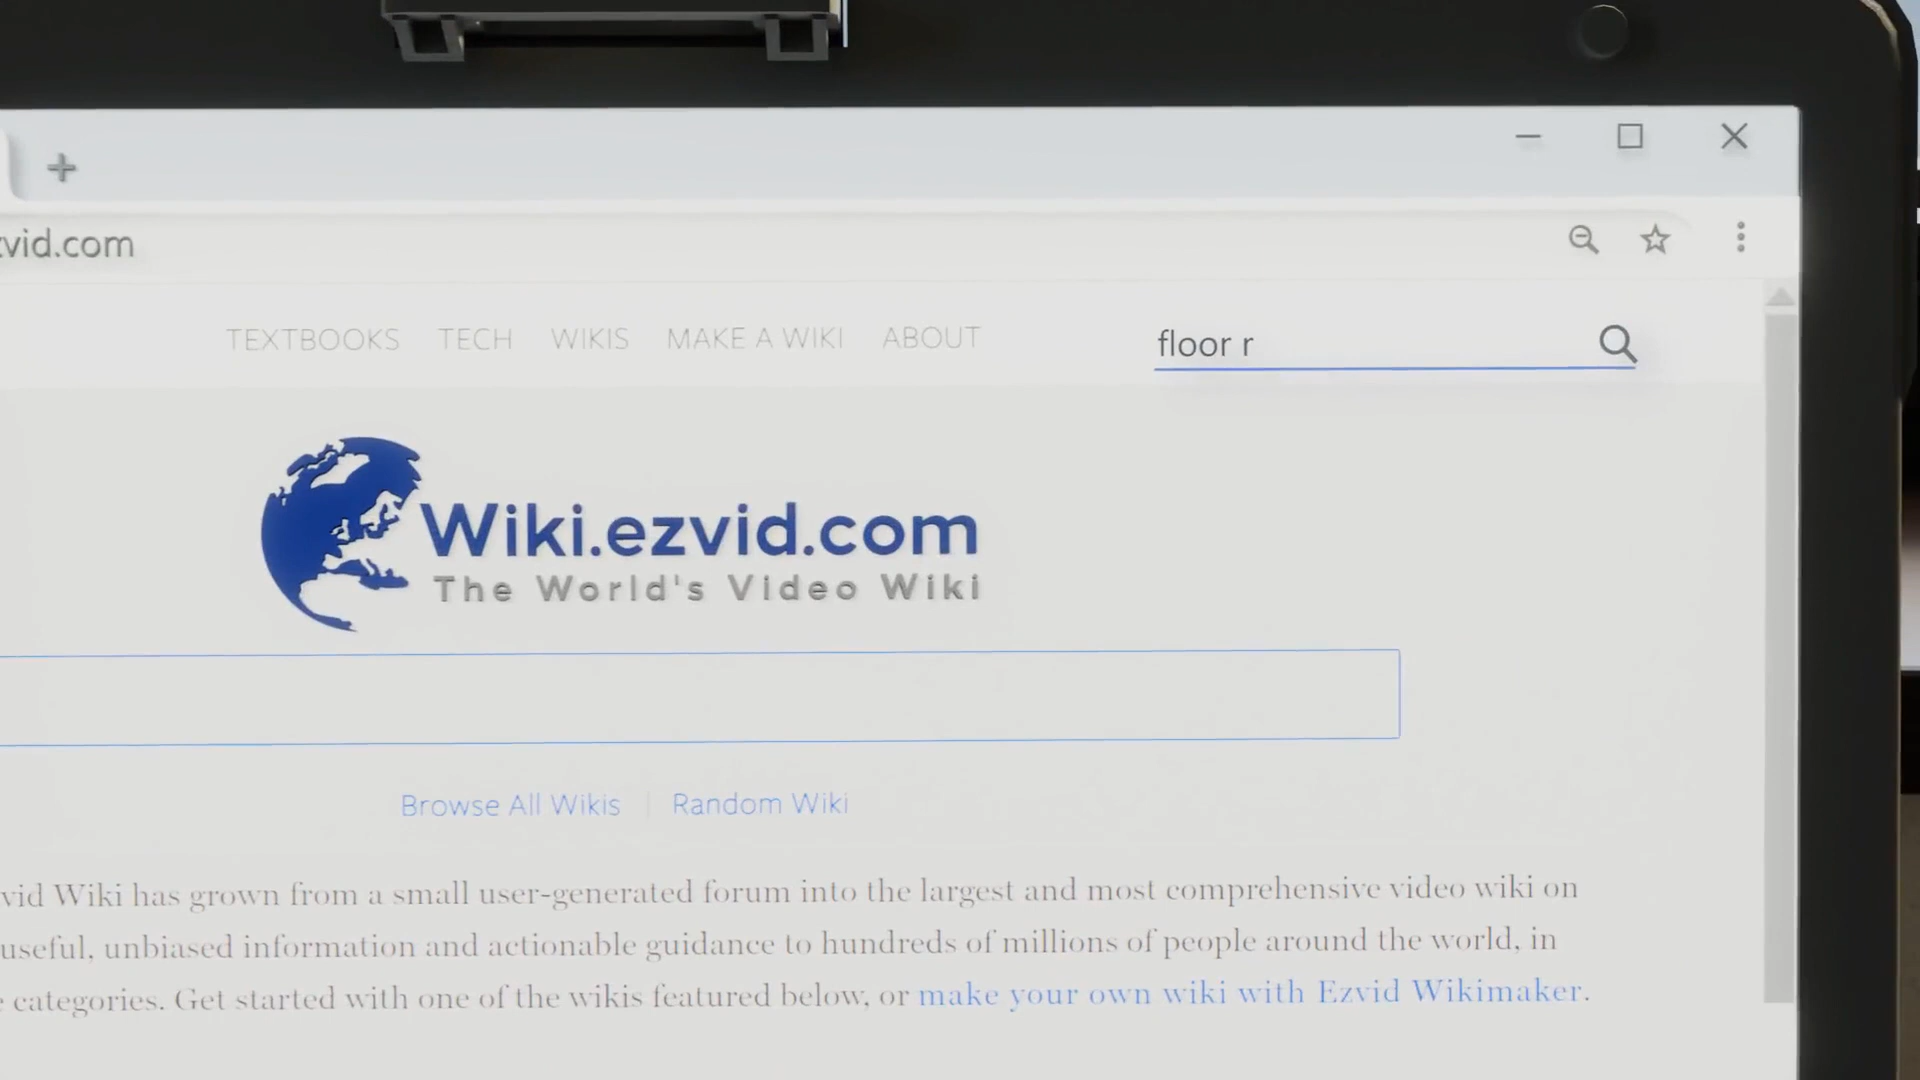 vid.com
TEXTBOOKS TECH WIKIS MAKE A WIKI ABOUT
floor r
Wiki.ezvid.com
The World's Video Wiki
Browse All Wikis | Random Wiki
vid Wiki has grown from a small user-generated forum into the largest and most comprehensive video wiki on
useful, unbiased information and actionable guidance to hundreds of millions of people around the world, in
categories. Get started with one of the wikis featured below, or make your own wiki with Ezvid Wikimaker.